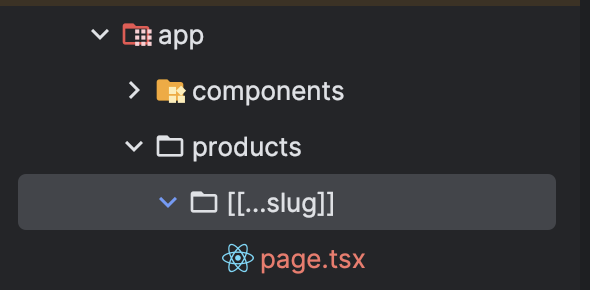 app
components
products
[[...slug]]
page.tsx